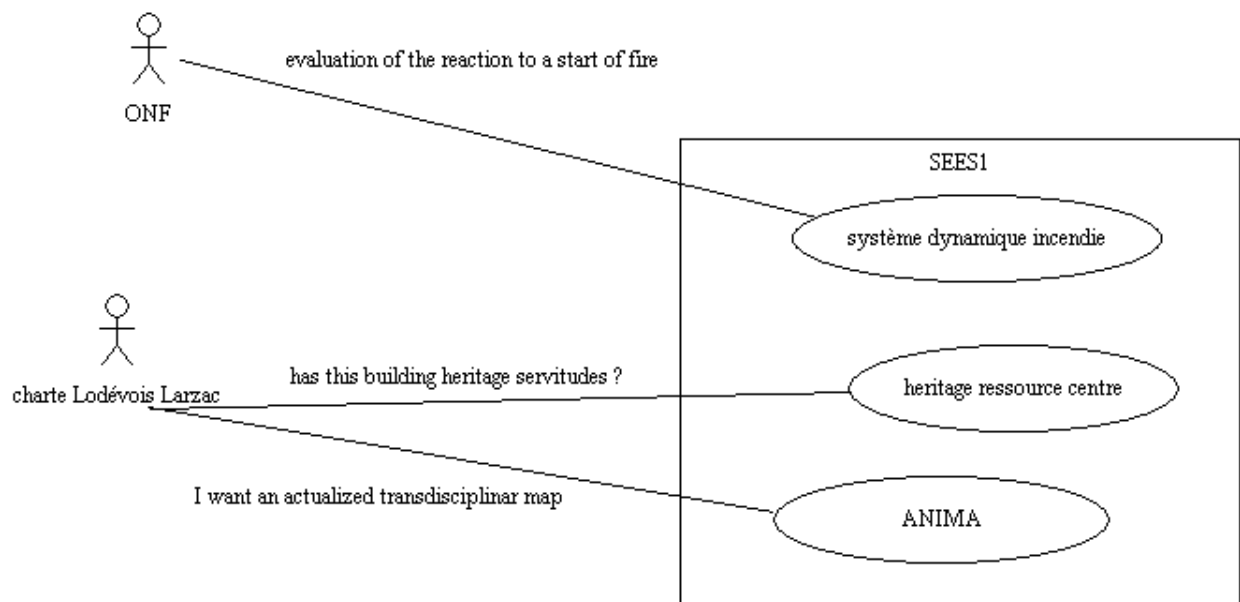 evaluation of the reaction to a start of fire
ONF
SEES1
système dynamique incendie
has this building heritage servitudes ?
charte Lodévois Larzac
heritage ressource centre
I want an actualized transdisciplinar map
ANIMA